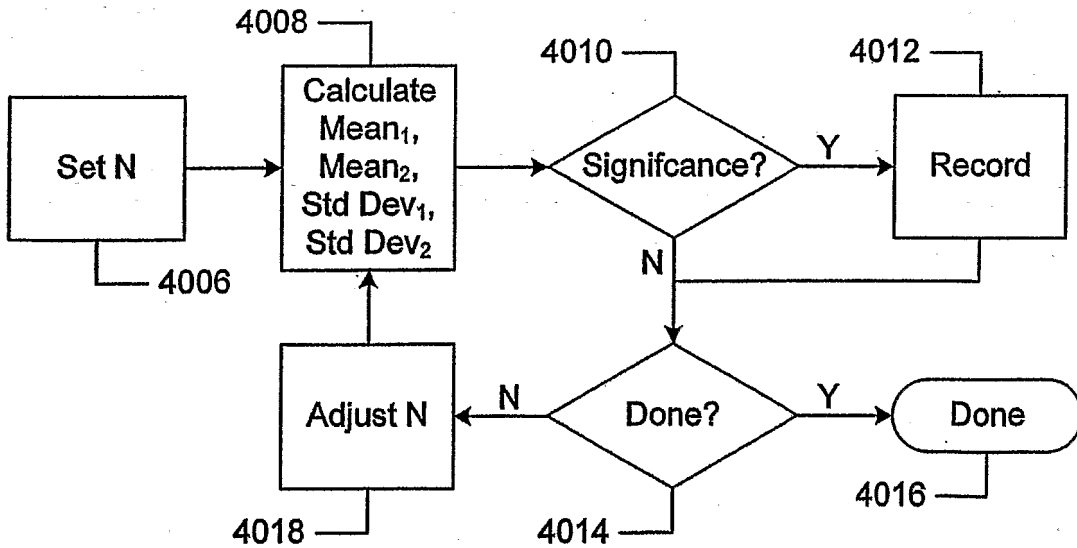 4008
4010
4012
Set N
Calculate
Mean₁,
Mean₂,
Std Dev₁,
Std Dev₂
Signifcance?
Y
Record
4006
N
Adjust N
N
Done?
Y
Done
4018
4014
4016